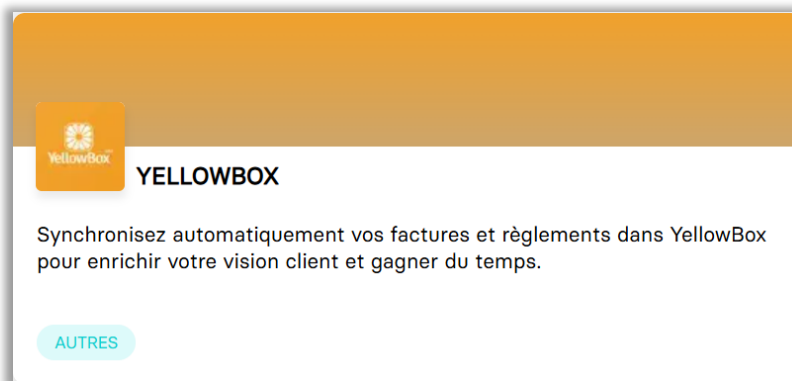 YellowBox
YELLOWBOX
Synchronisez automatiquement vos factures et règlements dans YellowBox
pour enrichir votre vision client et gagner du temps.
AUTRES